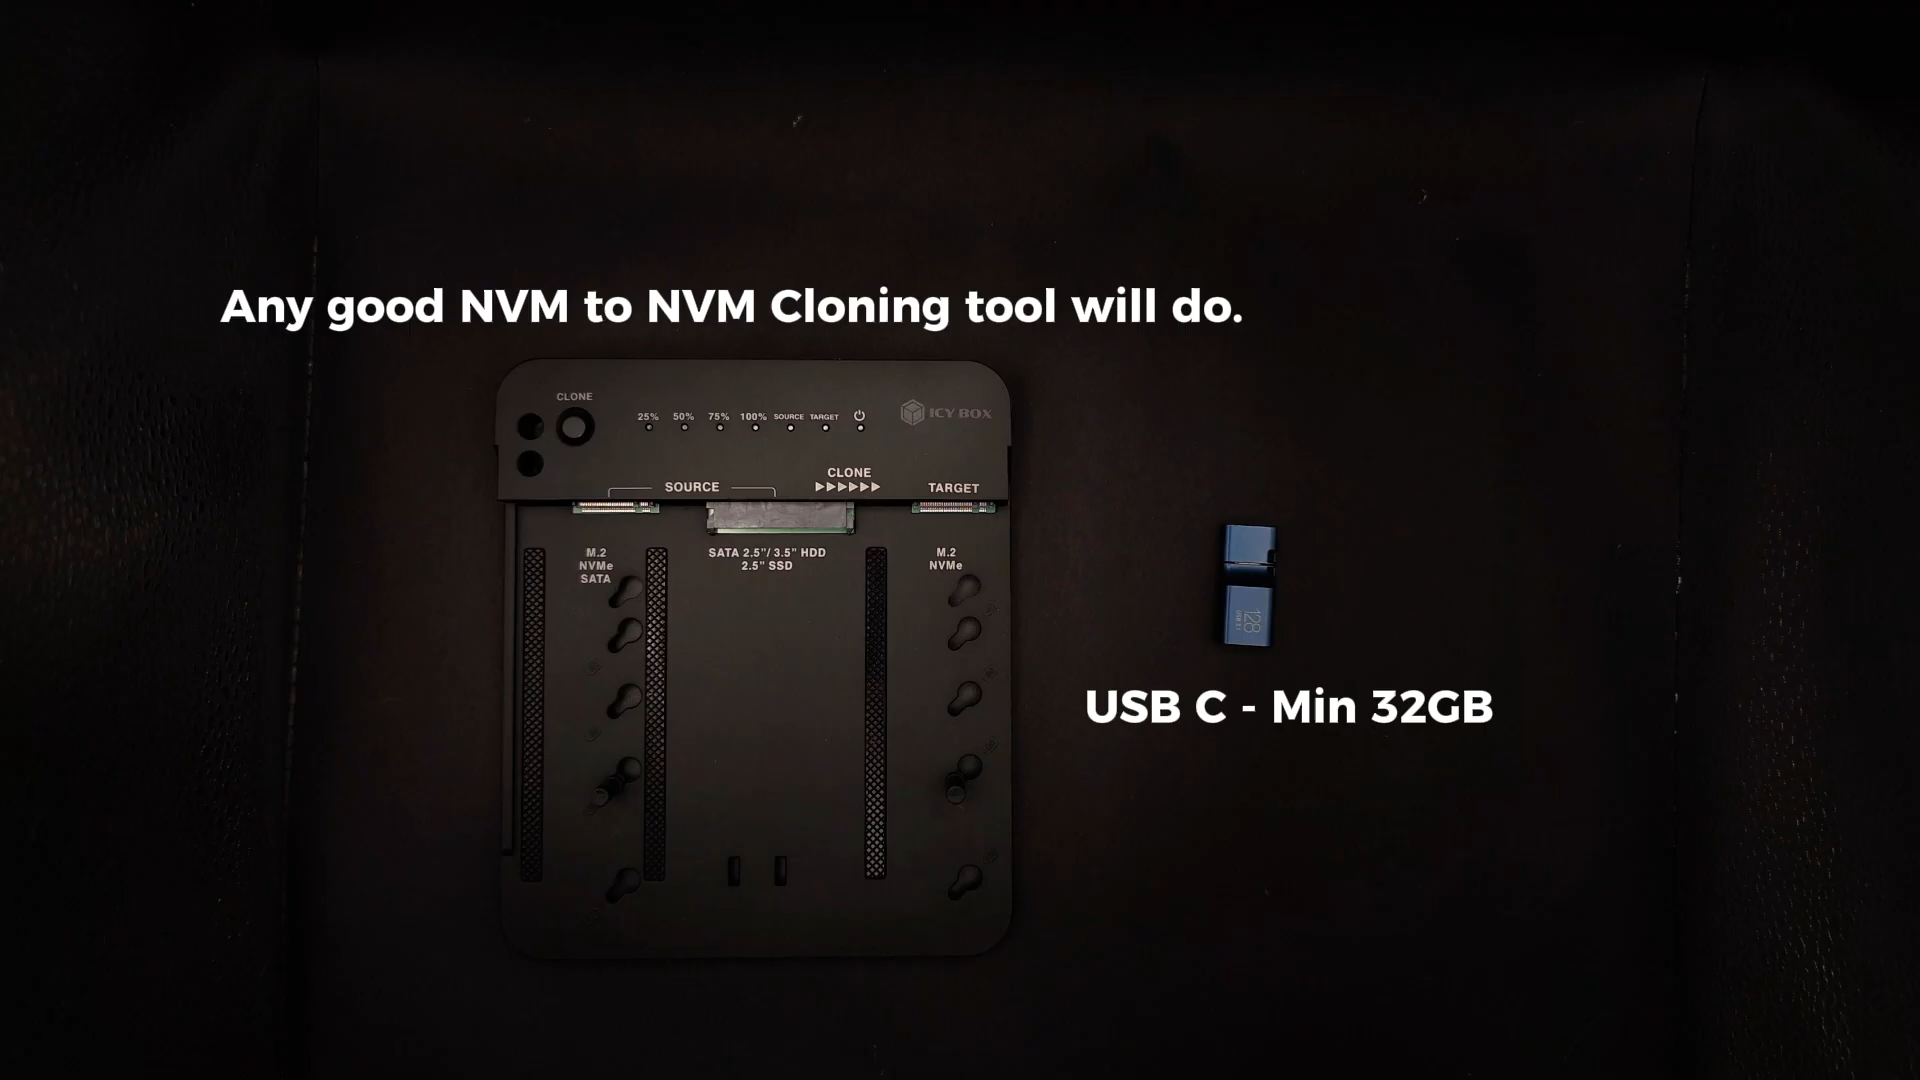 Any good NVM to NVM Cloning tool will do.
CLONE
25% 50% 75% 100% SOURCE TARGET
ICY BOX
CLONE
SOURCE
TARGET
M.2
NVMe
SATA
SATA 2.5"/ 3.5" HDD
2.5" SSD
M.2
NVMe
128
USB C - Min 32GB